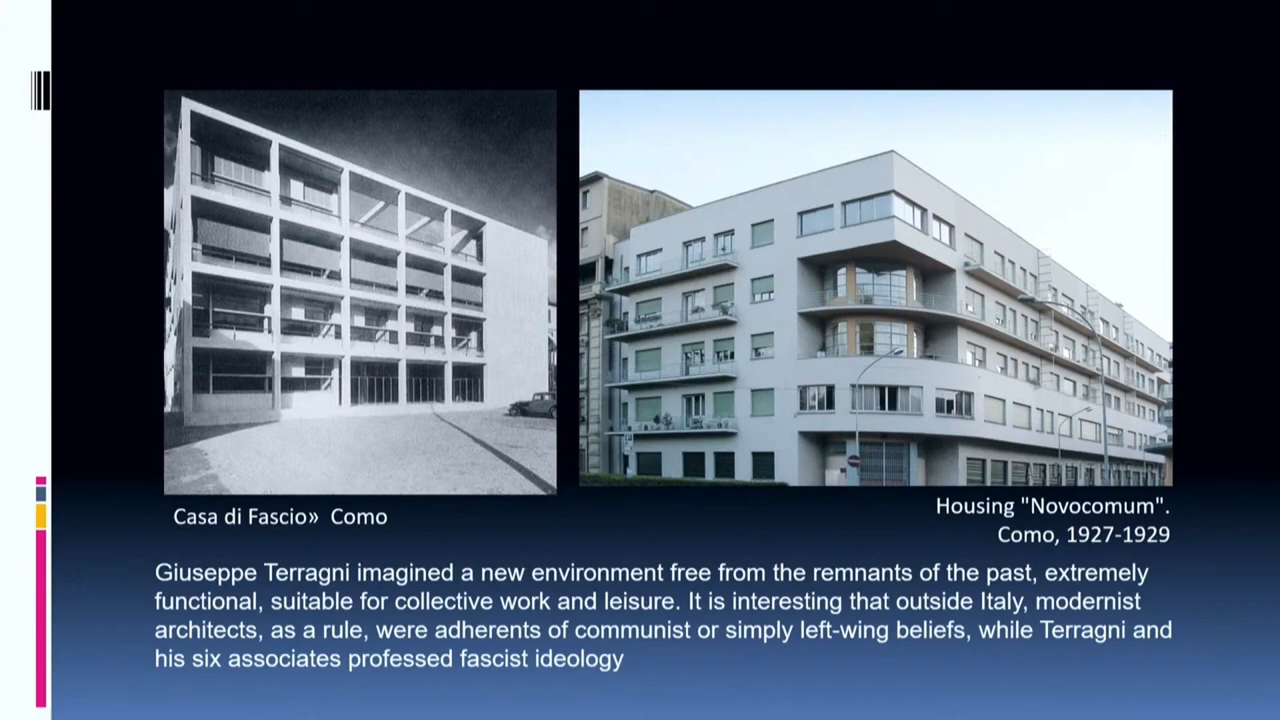 Casa di Fascio»  Como
Housing "Novocomum".
Como, 1927-1929
Giuseppe Terragni imagined a new environment free from the remnants of the past, extremely
functional, suitable for collective work and leisure. It is interesting that outside Italy, modernist
architects, as a rule, were adherents of communist or simply left-wing beliefs, while Terragni and
his six associates professed fascist ideology